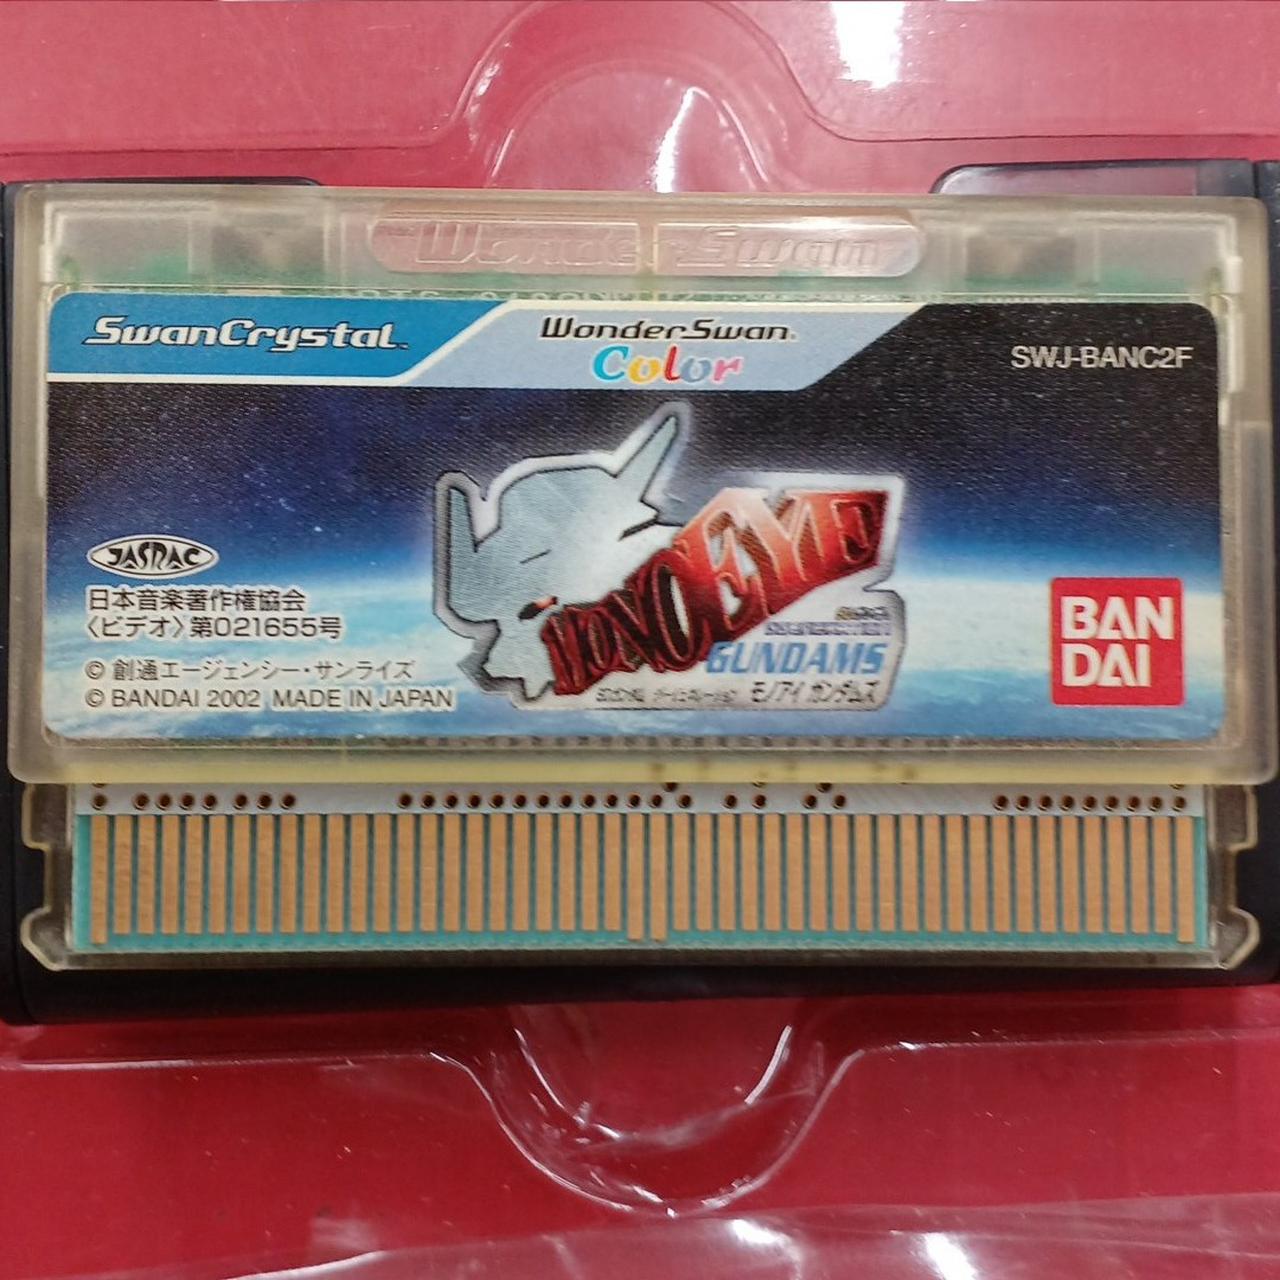 WonderSwan
SwanCrystal
WonderSwan
Color
SWJ-BANC2F
MONO EYE
GUNDAMS
モノアイ ガンダムズ
JASRAC
日本音楽著作権協会
〈ビデオ〉第021655号
© 創通エージェンシー・サンライズ
© BANDAI 2002 MADE IN JAPAN
BAN
DAI